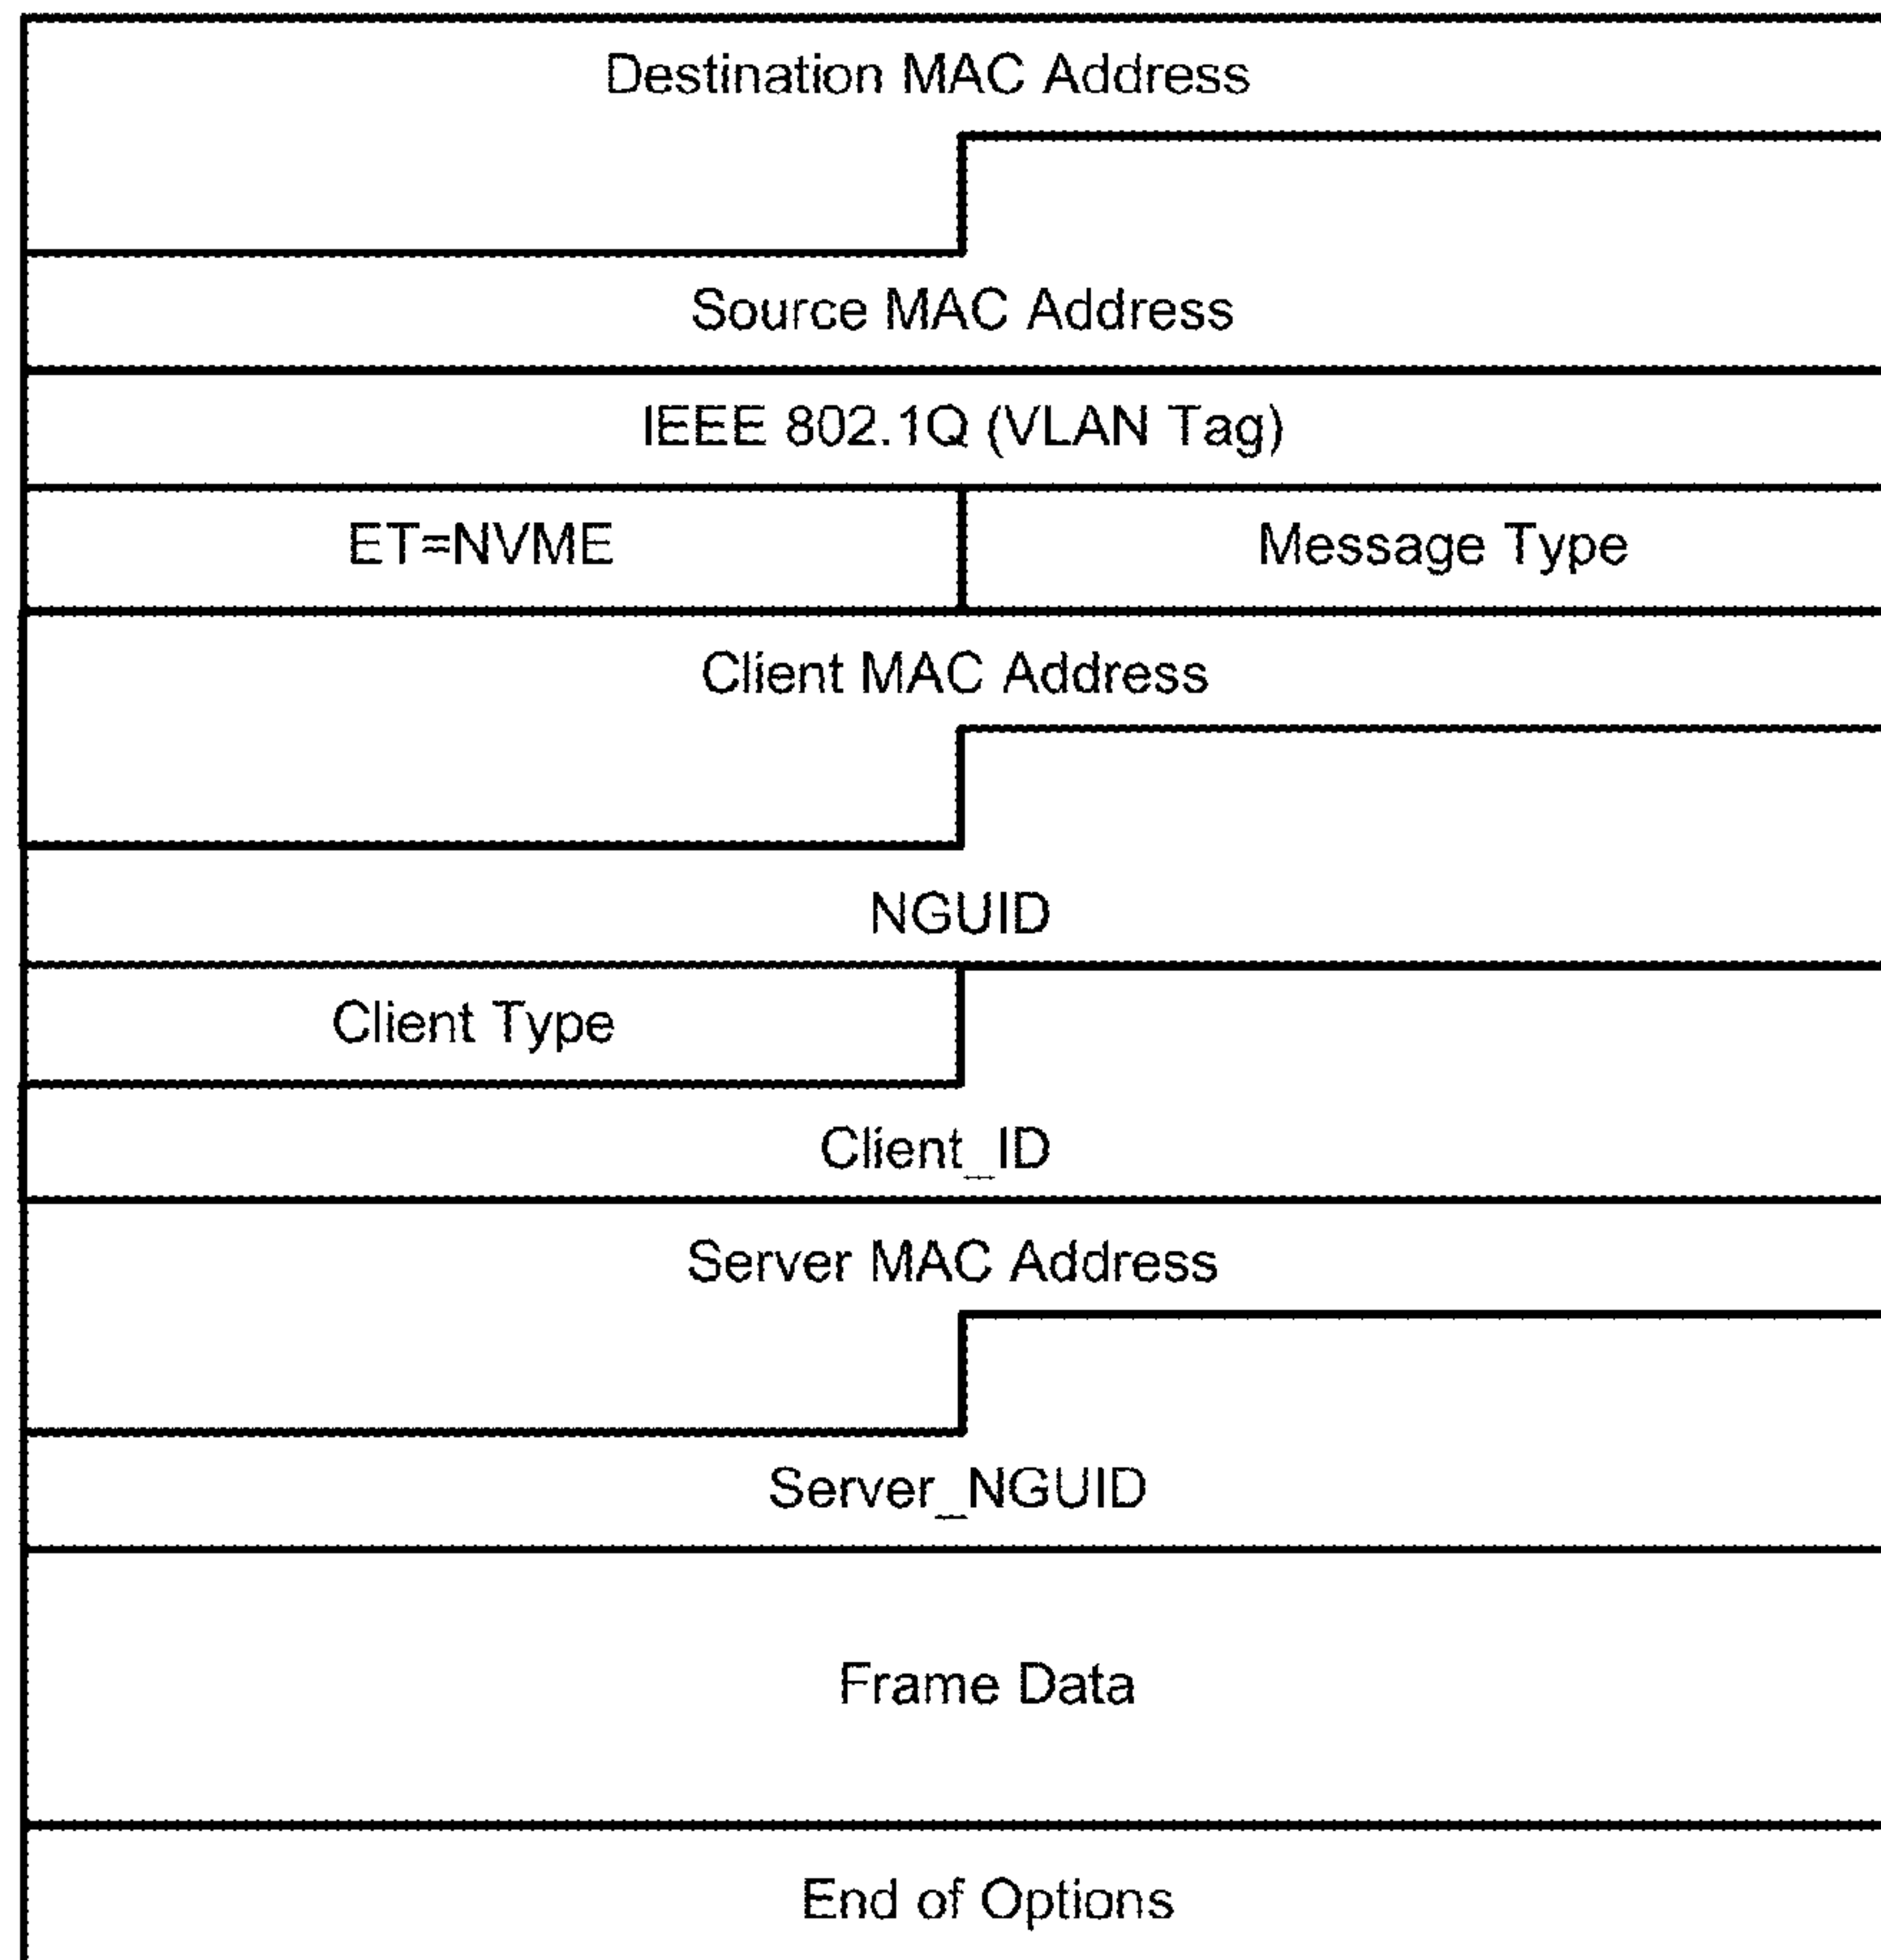 Destination MAC Address
Source MAC Address
IEEE 802.1Q (VLAN Tag)
ET=NVME
Message Type
Client MAC Address
NGUID
Client Type
Client_ID
Server MAC Address
Server_NGUID
Frame Data
End of Options